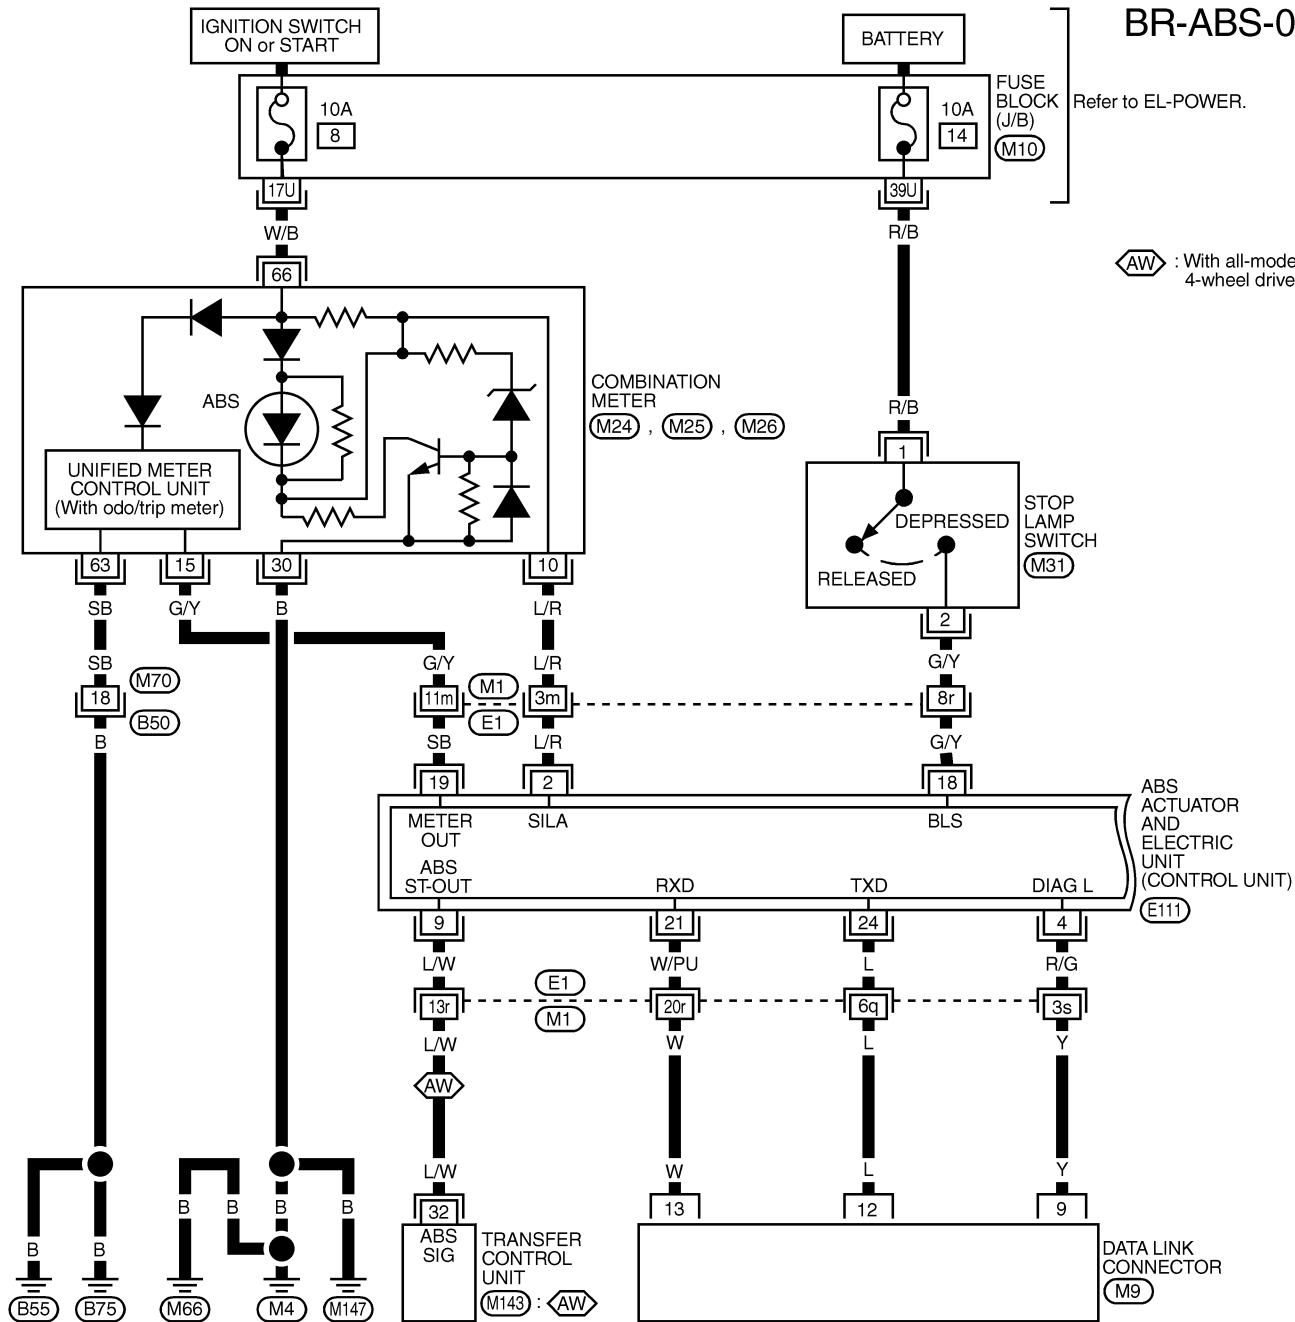 BR-ABS-0
IGNITION SWITCH
ON or START
BATTERY
10A
8
10A
14
FUSE
BLOCK
(J/B)
M10
Refer to EL-POWER.
17U
39U
W/B
R/B
66
AW : With all-mode
4-wheel drive
ABS
COMBINATION
METER
M24 , M25 , M26
R/B
1
UNIFIED METER
CONTROL UNIT
(With odo/trip meter)
DEPRESSED
RELEASED
STOP
LAMP
SWITCH
M31
63
15
30
10
2
SB
G/Y
B
L/R
SB
G/Y
L/R
G/Y
M70
18
B50
11m
M1
E1
3m
8r
B
SB
L/R
G/Y
19
2
18
METER
OUT
SILA
BLS
ABS
ACTUATOR
AND
ELECTRIC
UNIT
(CONTROL UNIT)
E111
ABS
ST-OUT
RXD
TXD
DIAG L
9
21
24
4
L/W
W/PU
L
R/G
E1
M1
13r
20r
6q
3s
L/W
W
L
Y
AW
L/W
W
L
Y
32
13
12
9
B
B
B
B
ABS
SIG
TRANSFER
CONTROL
UNIT
M143 : AW
DATA LINK
CONNECTOR
M9
B
B
B55
B75
M66
M4
M147